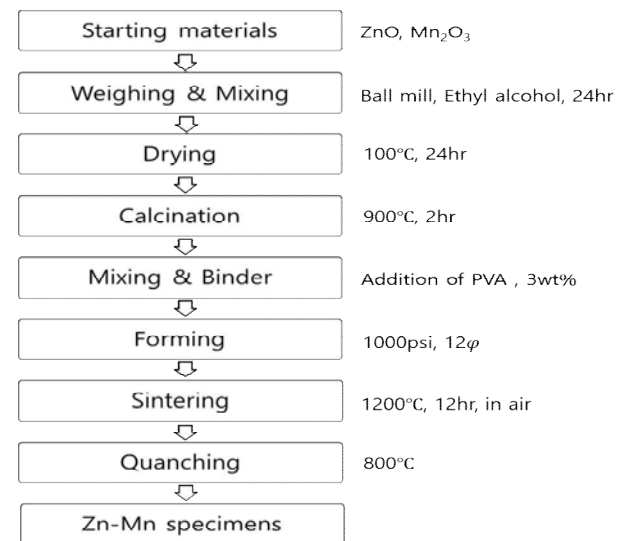 Starting materials ZnO, Mn₂O₃
Weighing & Mixing Ball mill, Ethyl alcohol, 24hr
Drying 100℃, 24hr
Calcination 900℃, 2hr
Mixing & Binder Addition of PVA , 3wt%
Forming 1000psi, 12φ
Sintering 1200℃, 12hr, in air
Quanching 800℃
Zn-Mn specimens